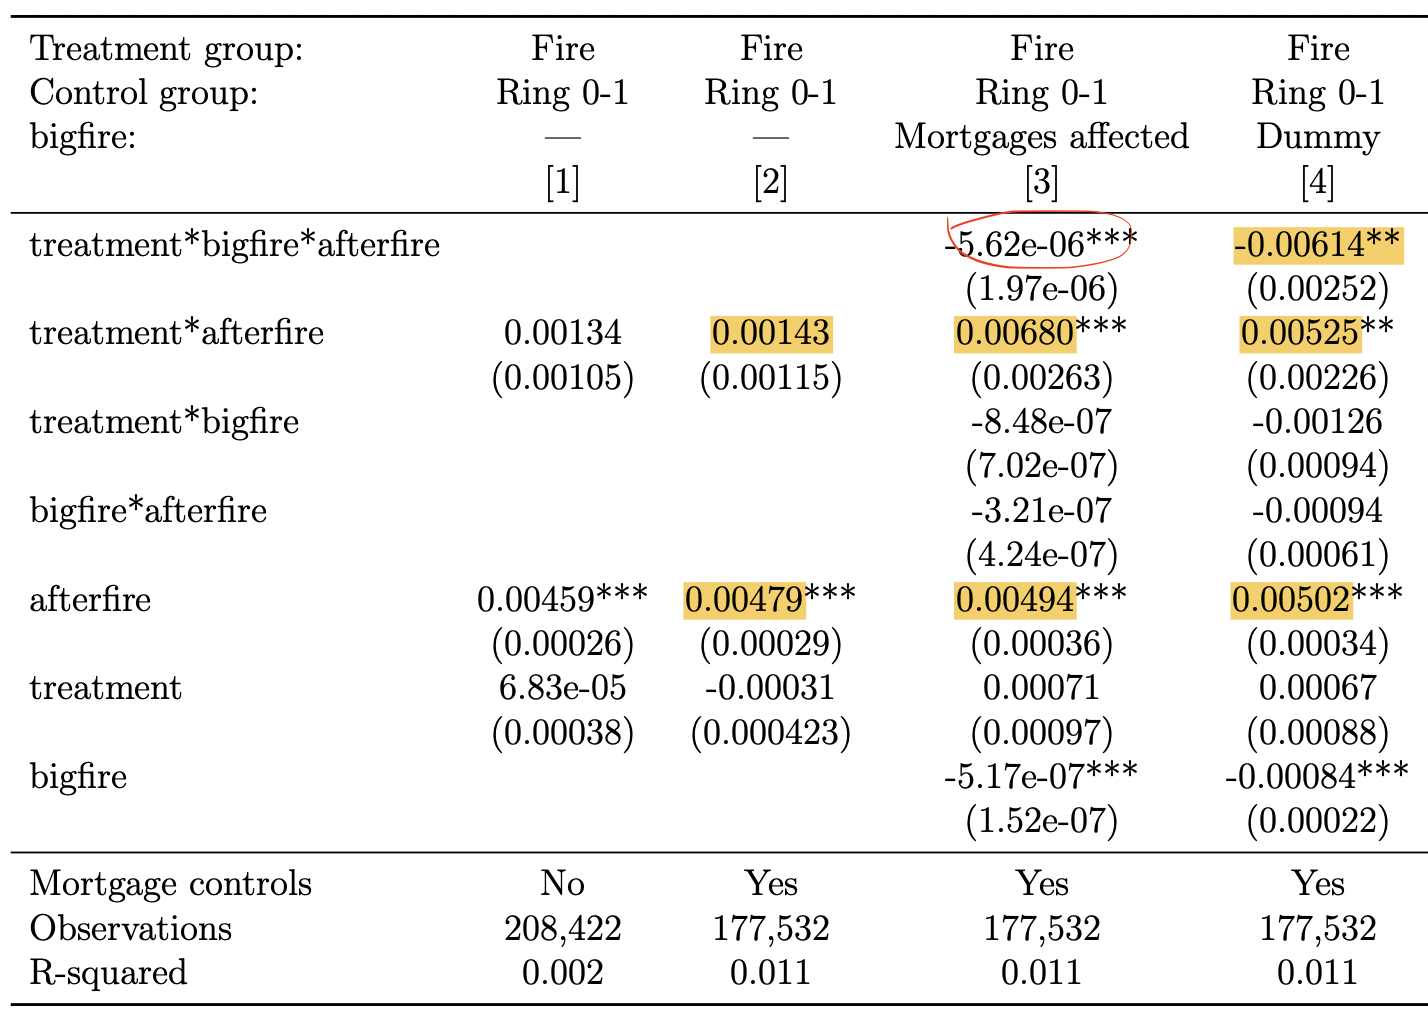 Treatment group: Fire Fire Fire Fire
Control group: Ring 0-1 Ring 0-1 Ring 0-1 Ring 0-1
bigfire: — — Mortgages affected Dummy
[1] [2] [3] [4]
treatment*bigfire*afterfire -5.62e-06*** -0.00614**
(1.97e-06) (0.00252)
treatment*afterfire 0.00134 0.00143 0.00680*** 0.00525**
(0.00105) (0.00115) (0.00263) (0.00226)
treatment*bigfire -8.48e-07 -0.00126
(7.02e-07) (0.00094)
bigfire*afterfire -3.21e-07 -0.00094
(4.24e-07) (0.00061)
afterfire 0.00459*** 0.00479*** 0.00494*** 0.00502***
(0.00026) (0.00029) (0.00036) (0.00034)
treatment 6.83e-05 -0.00031 0.00071 0.00067
(0.00038) (0.000423) (0.00097) (0.00088)
bigfire -5.17e-07*** -0.00084***
(1.52e-07) (0.00022)
Mortgage controls No Yes Yes Yes
Observations 208,422 177,532 177,532 177,532
R-squared 0.002 0.011 0.011 0.011